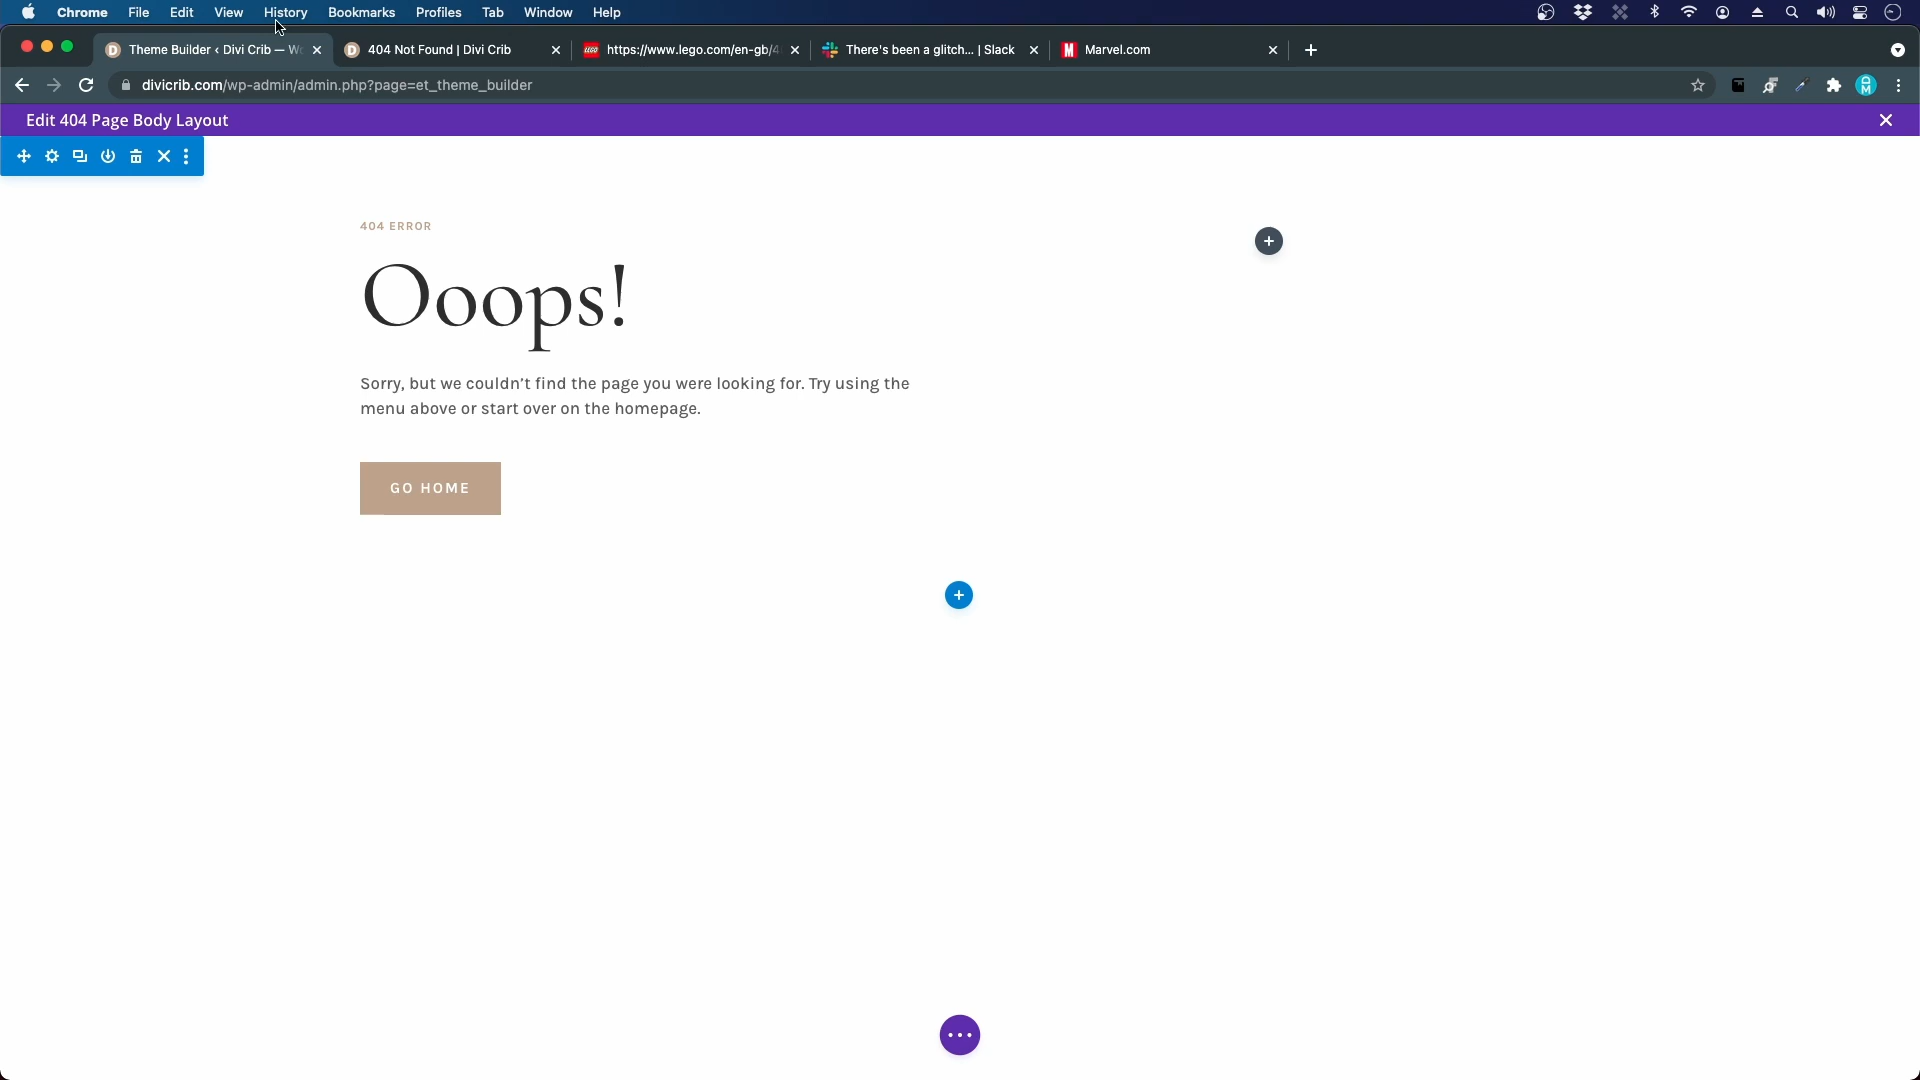 Chrome File Edit View History Bookmarks Profiles Tab Window Help
Theme Builder ‹ Divi Crib — Wo 404 Not Found | Divi Crib https://www.lego.com/en-gb/4 There's been a glitch... | Slack Marvel.com
divicrib.com/wp-admin/admin.php?page=et_theme_builder
Edit 404 Page Body Layout
404 ERROR
Ooops!
Sorry, but we couldn’t find the page you were looking for. Try using the
menu above or start over on the homepage.
GO HOME